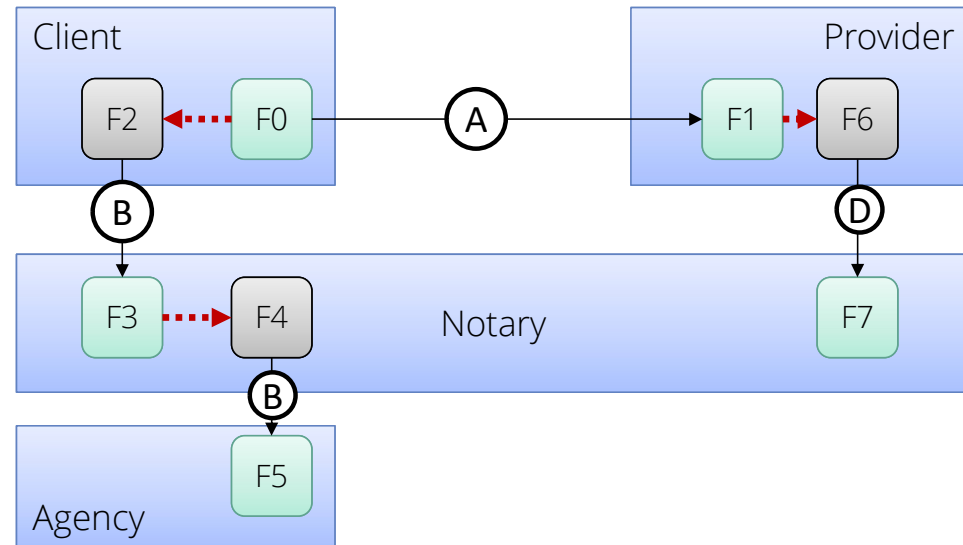 Client
Provider
F2
F0
A
F1
F6
B
D
F3
F4
Notary
F7
B
F5
Agency